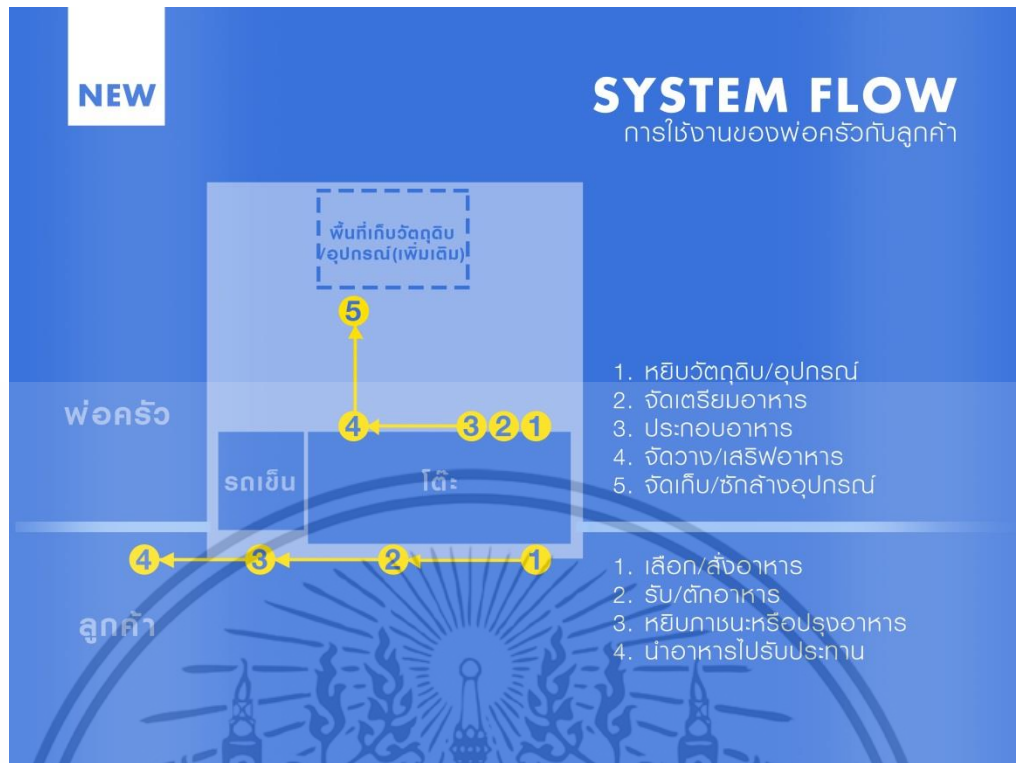 NEW
SYSTEM FLOW
การใช้งานของพ่อครัวกับลูกค้า
พื้นที่เก็บวัตถุดิบ
/อุปกรณ์(เพิ่มเติม)
5
พ่อครัว
4
3
2
1
รถเข็น
โต๊ะ
1. หยิบวัตถุดิบ/อุปกรณ์
2. จัดเตรียมอาหาร
3. ประกอบอาหาร
4. จัดวาง/เสริฟอาหาร
5. จัดเก็บ/ซักล้างอุปกรณ์
4
3
2
1
ลูกค้า
1. เลือก/สั่งอาหาร
2. รับ/ตักอาหาร
3. หยิบภาชนะหรือปรุงอาหาร
4. นำอาหารไปรับประทาน